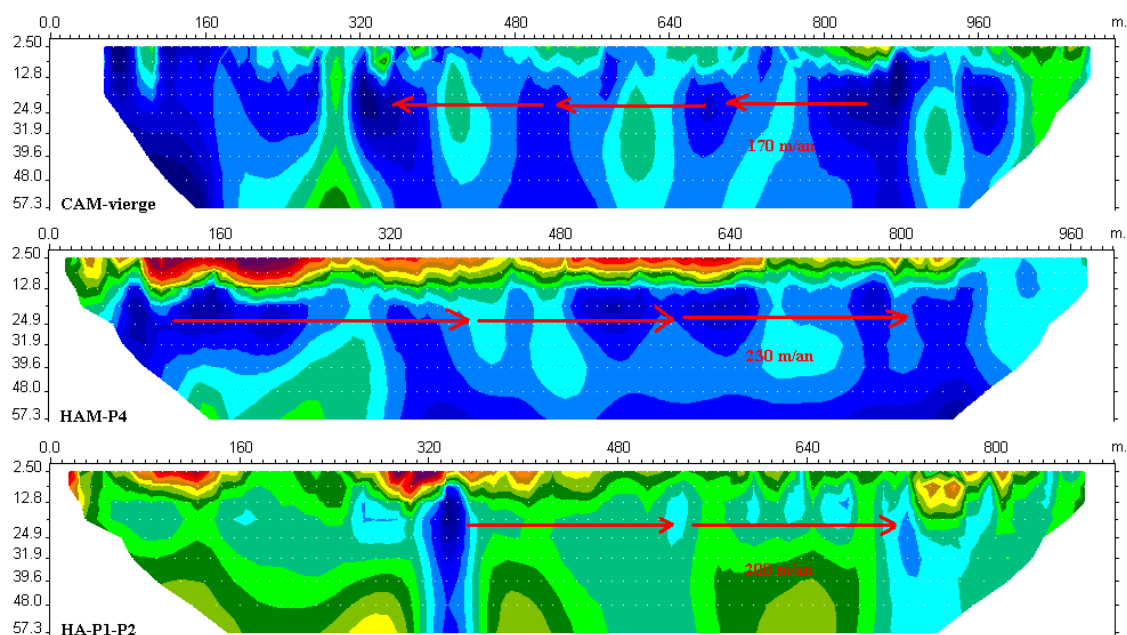 0.0 160 320 480 640 800 960 m.
2.50
12.8
24.9
31.9
39.6
48.0
57.3
170 m/an
CAM-vierge
0.0 160 320 480 640 800 960 m.
2.50
12.8
24.9
31.9
39.6
48.0
57.3
230 m/an
HAM-P4
0.0 160 320 480 640 800 m.
2.50
12.8
24.9
31.9
39.6
48.0
57.3
200 m/an
HA-P1-P2